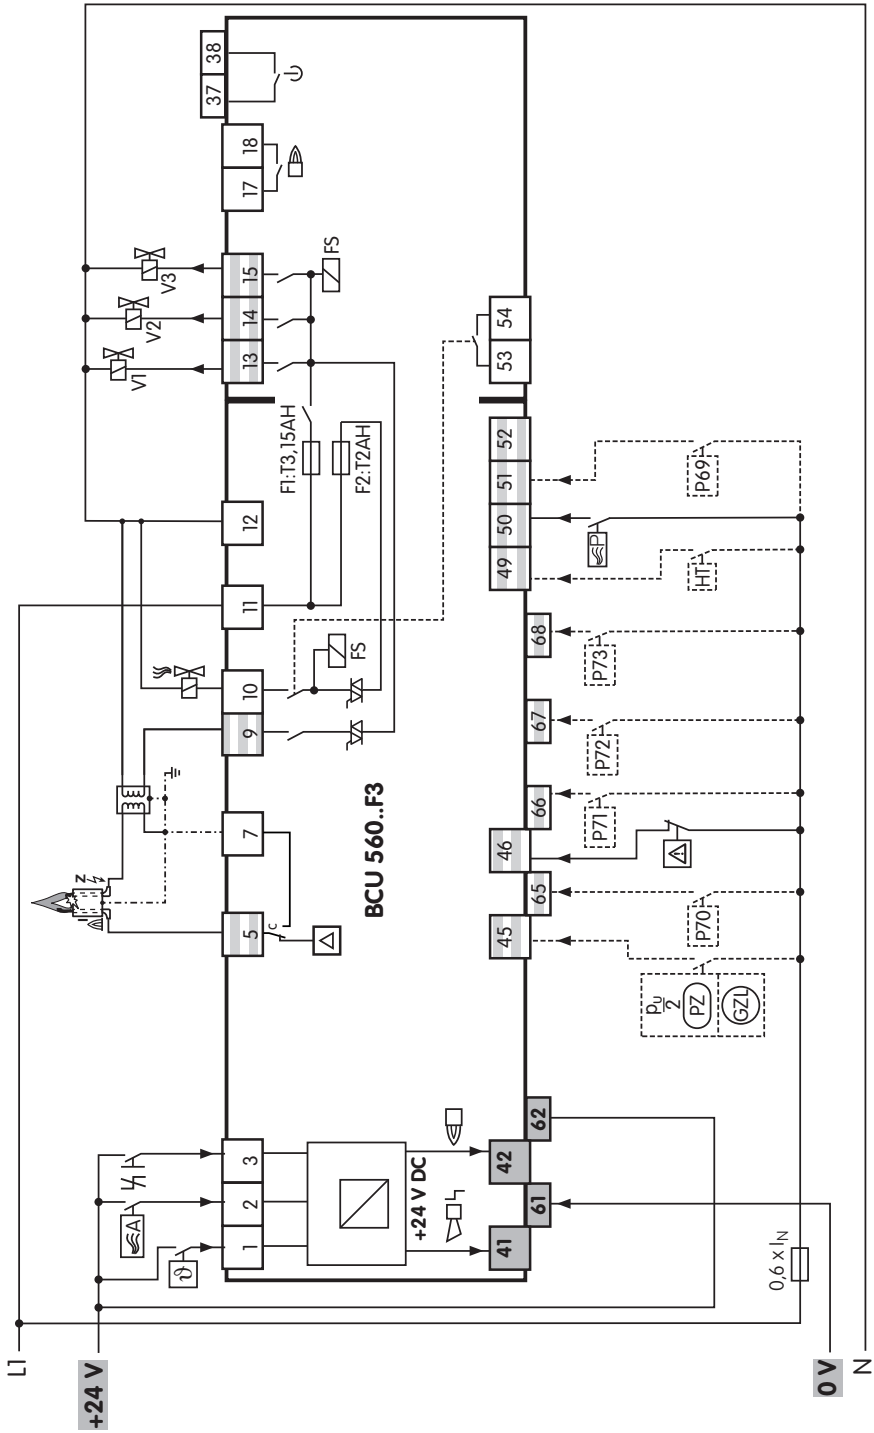 L1
+24 V
Z
I
V1
V2
V3
ϑ
A
37 38
1 2 3 5 7 9 10 11 12 13 14 15 17 18
c
F1:T3,15AH
FS
FS
F2:T2AH
BCU 560..F3
+24 V DC
41 42 45 46 49 50 51 52 53 54
61 62 65 66 67 68
P
pu/2
PZ
GZL
P70
P71
P72
P73
HT
P69
0,6 x IN
0 V
N